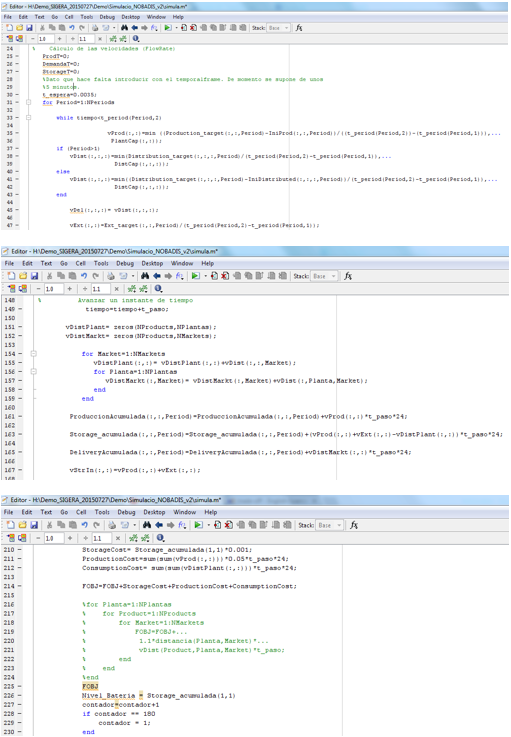 Editor - H:\Demo_SIGERA_20150727\Demo\Simulacio_NOBADIS_v2\simula.m*
File Edit Text Go Cell Tools Debug Desktop Window Help
Stack: Base fx
- 1.0 + ÷ 1.1 ×
24 % Calculo de las velocidades (FlowRate)
25 - ProdT=0;
26 - DemandaT=0;
27 - StorageT=0;
28 %Dato que hace falta introducir con el temporalframe. De momento se supone de unos
29 %5 minutos.
30 - t_espera=0.0035;
31 - for Period=1:NPeriods
32
33 - while tiempo<t_period(Period,2)
34
35 - vProd(:,:)=min ((Production_target(:,:,Period)-IniProd(:,:,Period))/((t_period(Period,2))-(t_period(Period,1))),...
36 PlantCap(:,:));
37 - if (Period>1)
38 - vDist(:,:,:)=min(Distribution_target(:,:,:,Period)/(t_period(Period,2)-t_period(Period,1)),...
39 DistCap(:,:,:));
40 - else
41 - vDist(:,:,:)=min((Distribution_target(:,:,:,Period)-IniDistributed(:,:,:,Period))/(t_period(Period,2)-t_period(Period,1)),...
42 DistCap(:,:,:));
43 - end
44
45 - vDel(:,:,:)= vDist(:,:,:);
46
47 - vExt(:,:)=Ext_target(:,:,Period)/(t_period(Period,2)-t_period(Period,1));
Editor - H:\Demo_SIGERA_20150727\Demo\Simulacio_NOBADIS_v2\simula.m*
File Edit Text Go Cell Tools Debug Desktop Window Help
Stack: Base fx
- 1.0 + ÷ 1.1 ×
148 % Avanzar un instante de tiempo
149 - tiempo=tiempo+t_paso;
150
151 - vDistPlant= zeros(NProducts,NPlantas);
152 - vDistMarkt= zeros(NProducts,NMarkets);
153
154 - for Market=1:NMarkets
155 - vDistPlant(:,:)= vDistPlant(:,:)+vDist(:,:,Market);
156 - for Planta=1:NPlantas
157 - vDistMarkt(:,Market)= vDistMarkt(:,Market)+vDist(:,Planta,Market);
158 - end
159 - end
160
161 - ProduccionAcumulada(:,:,Period)=ProduccionAcumulada(:,:,Period)+vProd(:,:)*t_paso*24;
162
163 - Storage_acumulada(:,:,Period)=Storage_acumulada(:,:,Period)+(vProd(:,:)+vExt(:,:)-vDistPlant(:,:))*t_paso*24;
164
165 - DeliveryAcumulada(:,:,Period)=DeliveryAcumulada(:,:,Period)+vDistMarkt(:,:)*t_paso*24;
166
167 - vStrIn(:,:)=vProd(:,:)+vExt(:,:);
168
Editor - H:\Demo_SIGERA_20150727\Demo\Simulacio_NOBADIS_v2\simula.m*
File Edit Text Go Cell Tools Debug Desktop Window Help
Stack: Base fx
- 1.0 + ÷ 1.1 ×
210 - StorageCost= Storage_acumulada(1,1)*0.001;
211 - ProductionCost=sum(sum(vProd(:,:)))*0.05*t_paso*24;
212 - ConsumptionCost= sum(sum(vDistPlant(:,:)))*t_paso*24;
213
214 - FOBJ=FOBJ+StorageCost+ProductionCost+ConsumptionCost;
215
216 %for Planta=1:NPlantas
217 % for Product=1:NProducts
218 % for Market=1:NMarkets
219 % FOBJ=FOBJ+...
220 % 1.1*distancia(Planta,Market)*...
221 % vDist(Product,Planta,Market)*t_paso;
222 % end
223 % end
224 %end
225 - FOBJ
226 - Nivel_Bateria = Storage_acumulada(1,1)
227 - contador=contador+1
228 - if contador == 180
229 - contador = 1;
230 - end